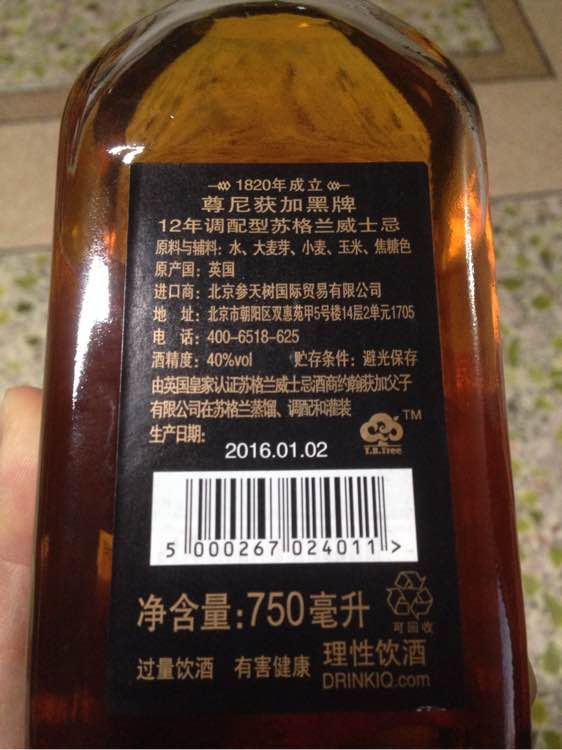 1820年成立
尊尼获加黑牌
12年调配型苏格兰威士忌
原料与辅料：水、大麦芽、小麦、玉米、焦糖色
原产国：英国
进口商：北京参天树国际贸易有限公司
地 址：北京市朝阳区双惠苑甲5号楼14层2单元1705
电 话：400-6518-625
酒精度：40%vol 贮存条件：避光保存
由英国皇家认证苏格兰威士忌酒商约翰获加父子
有限公司在苏格兰蒸馏、调配和灌装
生产日期：
2016.01.02
TM
T.B.Tree
5 000267 024011 >
净含量：750毫升
可回收
过量饮酒 有害健康 理性饮酒
DRINKiQ.com